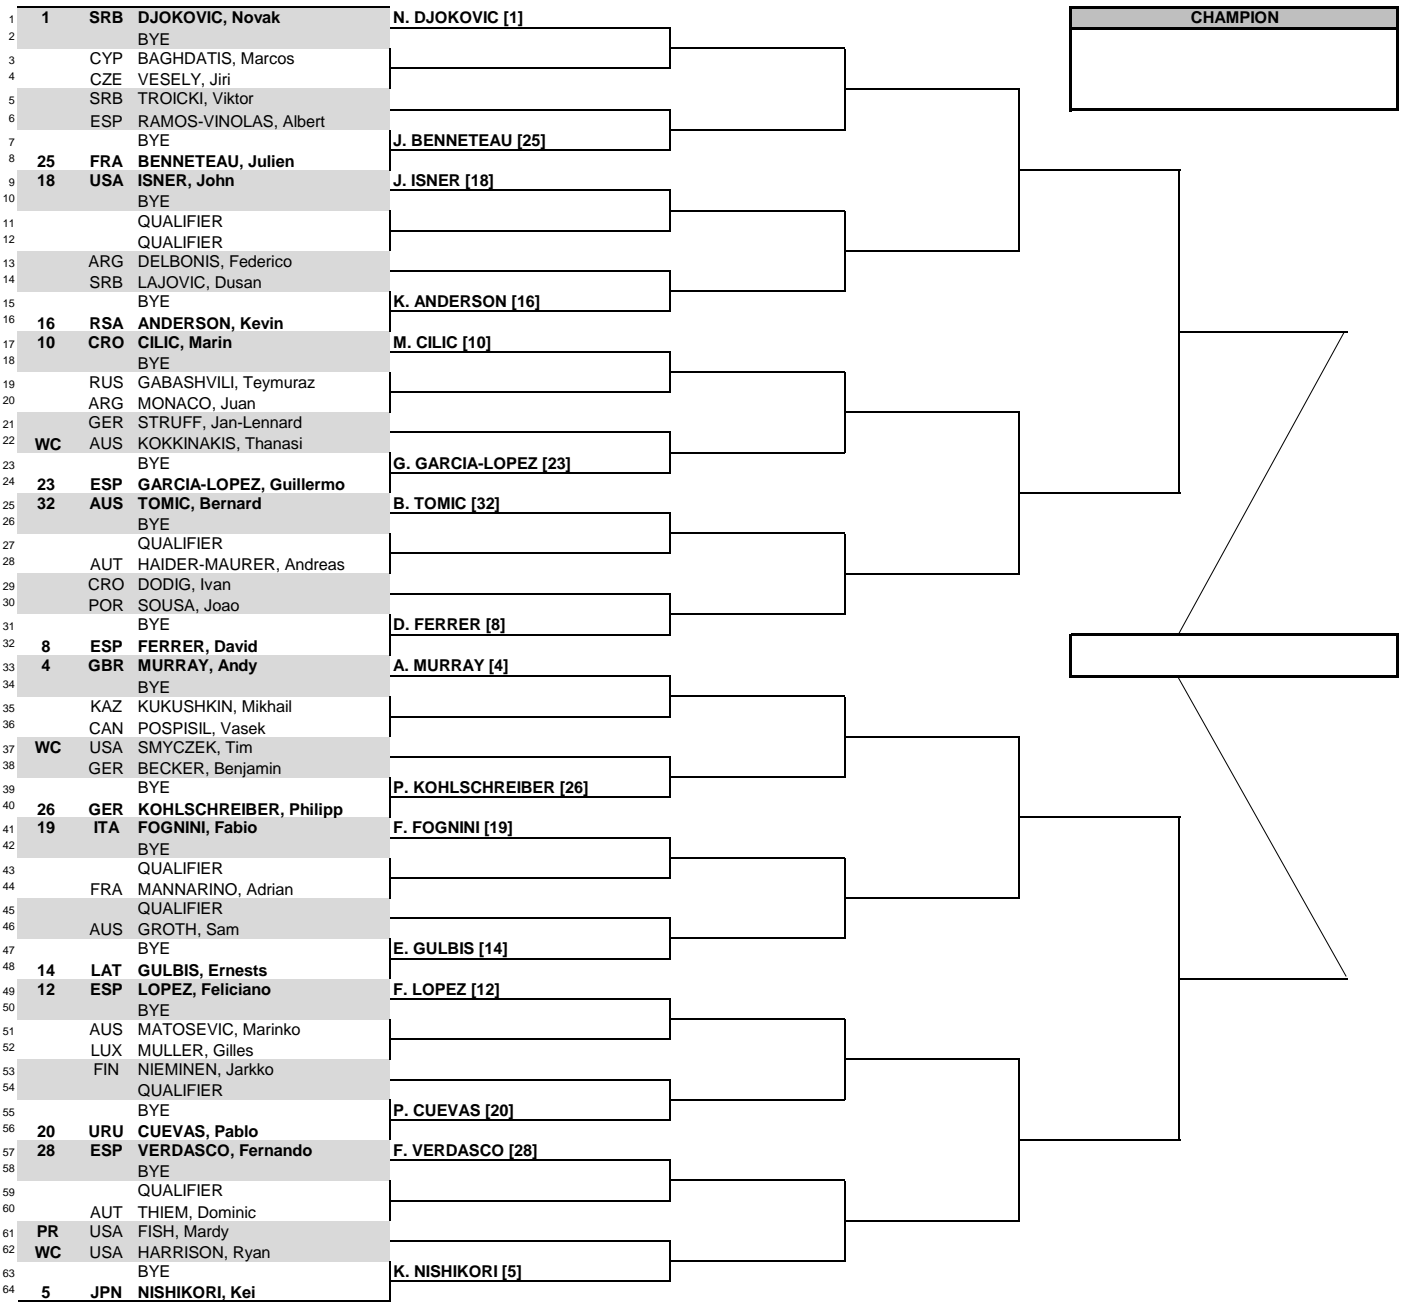 1 1 SRB DJOKOVIC, Novak N. DJOKOVIC [1] CHAMPION
2 BYE
3 CYP BAGHDATIS, Marcos
4 CZE VESELY, Jiri
5 SRB TROICKI, Viktor
6 ESP RAMOS-VINOLAS, Albert
7 BYE J. BENNETEAU [25]
8 25 FRA BENNETEAU, Julien
9 18 USA ISNER, John J. ISNER [18]
10 BYE
11 QUALIFIER
12 QUALIFIER
13 ARG DELBONIS, Federico
14 SRB LAJOVIC, Dusan
15 BYE K. ANDERSON [16]
16 16 RSA ANDERSON, Kevin
17 10 CRO CILIC, Marin M. CILIC [10]
18 BYE
19 RUS GABASHVILI, Teymuraz
20 ARG MONACO, Juan
21 GER STRUFF, Jan-Lennard
22 WC AUS KOKKINAKIS, Thanasi
23 BYE G. GARCIA-LOPEZ [23]
24 23 ESP GARCIA-LOPEZ, Guillermo
25 32 AUS TOMIC, Bernard B. TOMIC [32]
26 BYE
27 QUALIFIER
28 AUT HAIDER-MAURER, Andreas
29 CRO DODIG, Ivan
30 POR SOUSA, Joao
31 BYE D. FERRER [8]
32 8 ESP FERRER, David
33 4 GBR MURRAY, Andy A. MURRAY [4]
34 BYE
35 KAZ KUKUSHKIN, Mikhail
36 CAN POSPISIL, Vasek
37 WC USA SMYCZEK, Tim
38 GER BECKER, Benjamin
39 BYE P. KOHLSCHREIBER [26]
40 26 GER KOHLSCHREIBER, Philipp
41 19 ITA FOGNINI, Fabio F. FOGNINI [19]
42 BYE
43 QUALIFIER
44 FRA MANNARINO, Adrian
45 QUALIFIER
46 AUS GROTH, Sam
47 BYE E. GULBIS [14]
48 14 LAT GULBIS, Ernests
49 12 ESP LOPEZ, Feliciano F. LOPEZ [12]
50 BYE
51 AUS MATOSEVIC, Marinko
52 LUX MULLER, Gilles
53 FIN NIEMINEN, Jarkko
54 QUALIFIER
55 BYE P. CUEVAS [20]
56 20 URU CUEVAS, Pablo
57 28 ESP VERDASCO, Fernando F. VERDASCO [28]
58 BYE
59 QUALIFIER
60 AUT THIEM, Dominic
61 PR USA FISH, Mardy
62 WC USA HARRISON, Ryan
63 BYE K. NISHIKORI [5]
64 5 JPN NISHIKORI, Kei